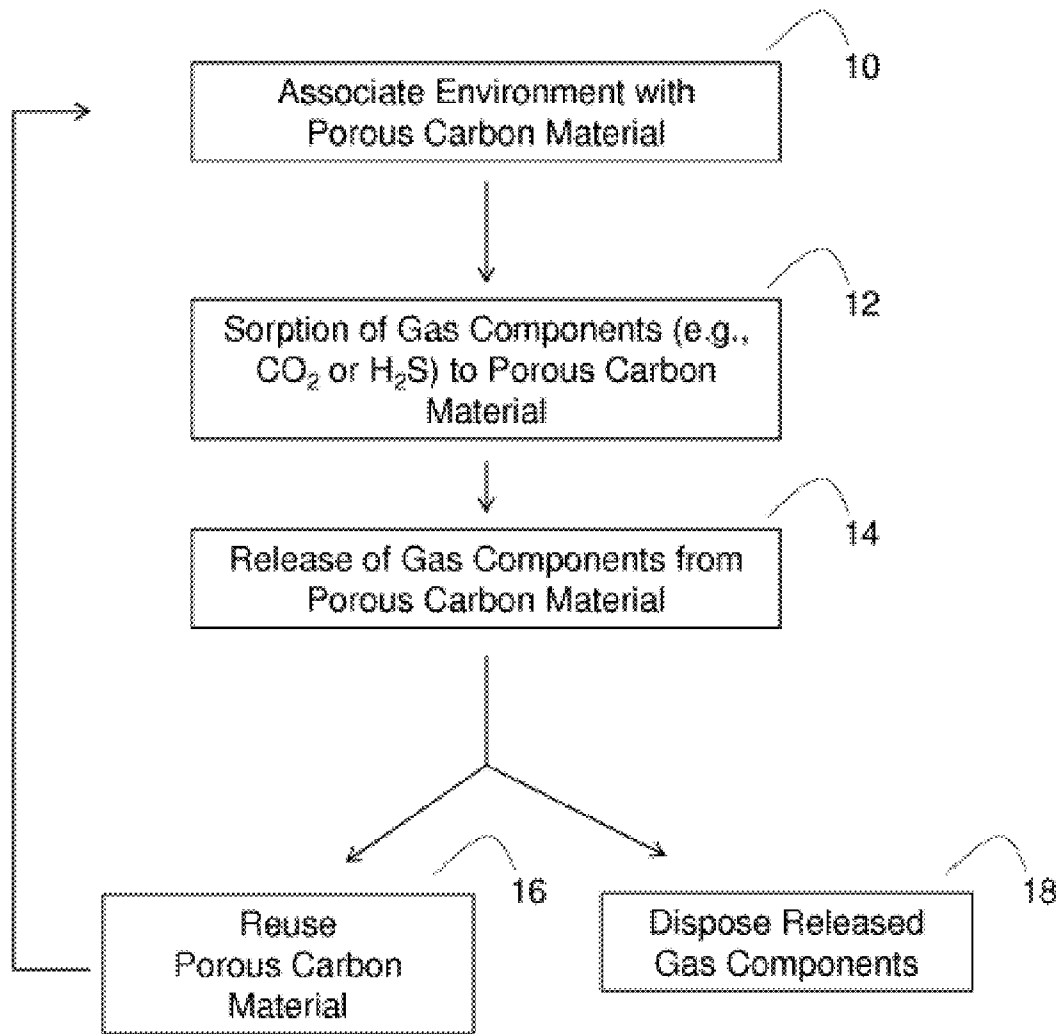 10
Associate Environment with
Porous Carbon Material
12
Sorption of Gas Components (e.g.,
CO₂ or H₂S) to Porous Carbon
Material
14
Release of Gas Components from
Porous Carbon Material
16
Reuse
Porous Carbon
Material
18
Dispose Released
Gas Components